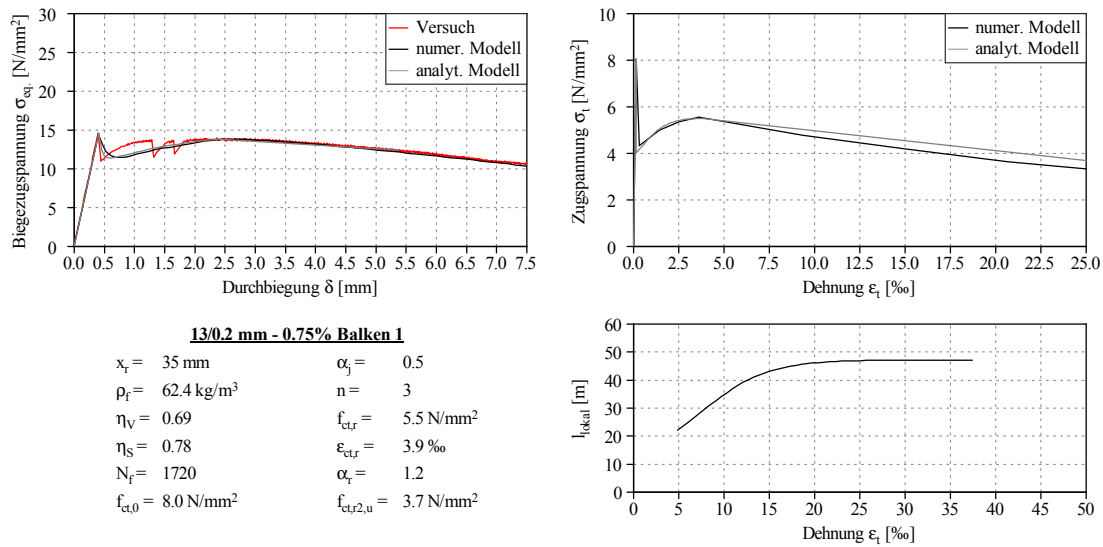 Biegezugspannung σeq. [N/mm²]
30
25
20
15
10
5
0
Versuch
numer. Modell
analyt. Modell
0.0 0.5 1.0 1.5 2.0 2.5 3.0 3.5 4.0 4.5 5.0 5.5 6.0 6.5 7.0 7.5
Durchbiegung δ [mm]
Zugspannung σt [N/mm²]
10
8
6
4
2
0
numer. Modell
analyt. Modell
0.0 2.5 5.0 7.5 10.0 12.5 15.0 17.5 20.0 22.5 25.0
Dehnung εt [‰]
13/0.2 mm - 0.75% Balken 1
xr = 35 mm αj = 0.5
ρf = 62.4 kg/m³ n = 3
ηV = 0.69 fct,r = 5.5 N/mm²
ηS = 0.78 εct,r = 3.9 ‰
Nf = 1720 αr = 1.2
fct,0 = 8.0 N/mm² fct,r2,u = 3.7 N/mm²
llokal [m]
60
50
40
30
20
10
0
0 5 10 15 20 25 30 35 40 45 50
Dehnung εt [‰]